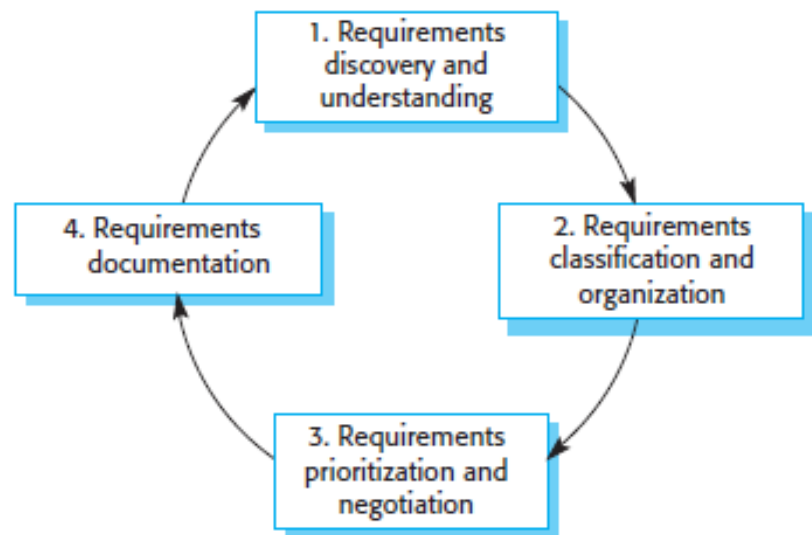 1. Requirements
discovery and
understanding
2. Requirements
classification and
organization
3. Requirements
prioritization and
negotiation
4. Requirements
documentation